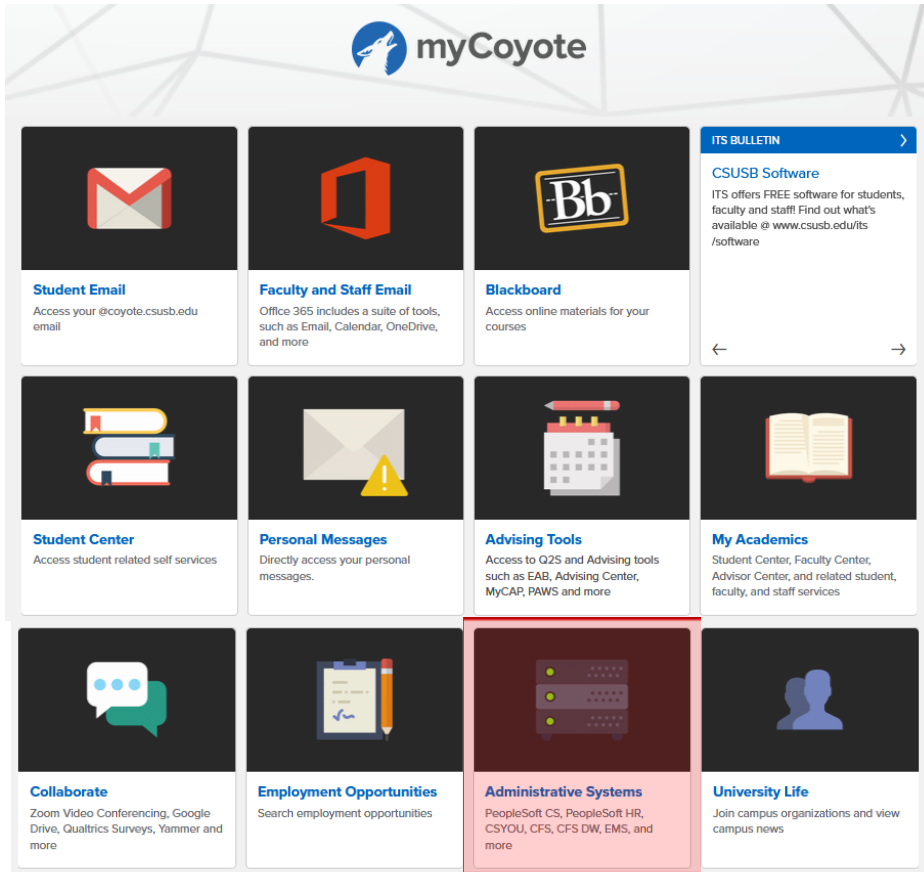 myCoyote
Bb
ITS BULLETIN
CSUSB Software
ITS offers FREE software for students,
faculty and staff! Find out what's
available @ www.csusb.edu/its
/software
Student Email
Access your @coyote.csusb.edu
email
Faculty and Staff Email
Office 365 includes a suite of tools,
such as Email, Calendar, OneDrive,
and more
Blackboard
Access online materials for your
courses
Student Center
Access student related self services
Personal Messages
Directly access your personal
messages.
Advising Tools
Access to Q2S and Advising tools
such as EAB, Advising Center,
MyCAP, PAWS and more
My Academics
Student Center, Faculty Center,
Advisor Center, and related student,
faculty, and staff services
Collaborate
Zoom Video Conferencing, Google
Drive, Qualtrics Surveys, Yammer and
more
Employment Opportunities
Search employment opportunities
Administrative Systems
PeopleSoft CS, PeopleSoft HR,
CSYOU, CFS, CFS DW, EMS, and
more
University Life
Join campus organizations and view
campus news